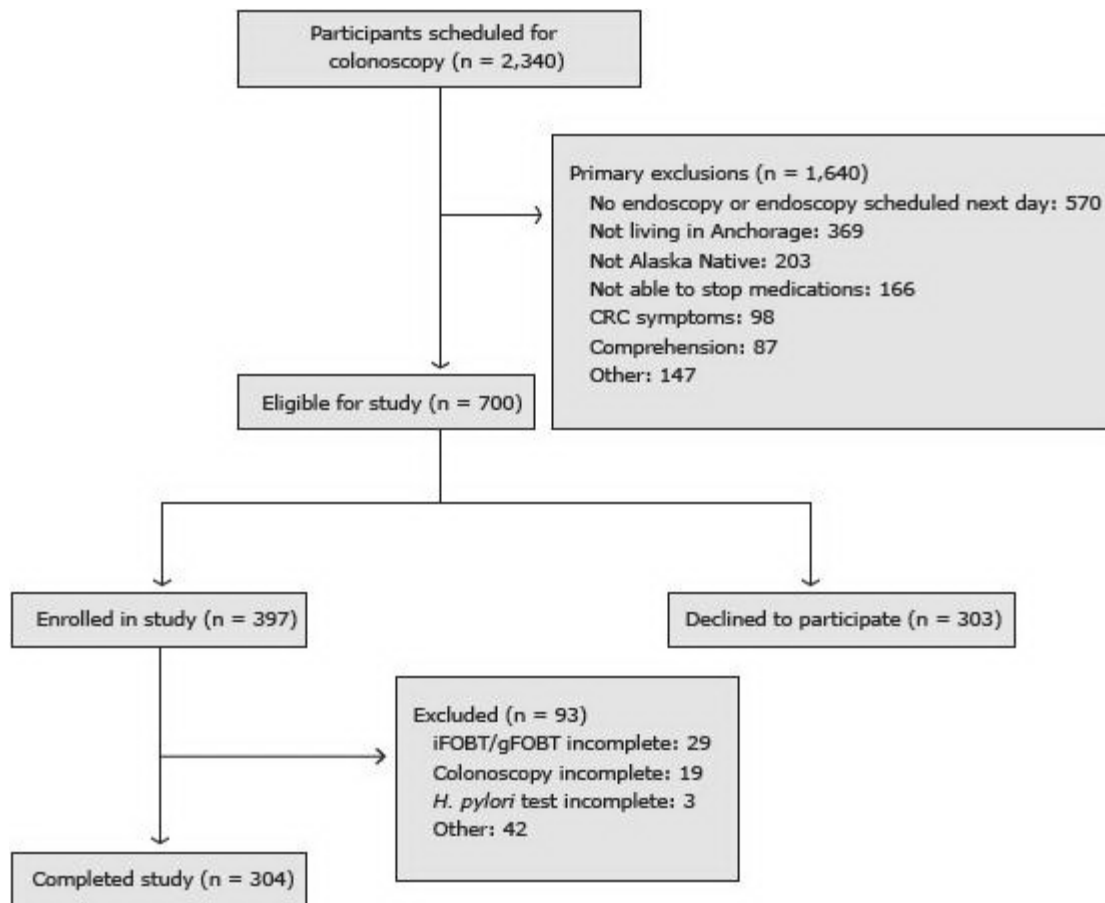 Participants scheduled for
colonoscopy (n = 2,340)
Primary exclusions (n = 1,640)
No endoscopy or endoscopy scheduled next day: 570
Not living in Anchorage: 369
Not Alaska Native: 203
Not able to stop medications: 166
CRC symptoms: 98
Comprehension: 87
Other: 147
Eligible for study (n = 700)
Enrolled in study (n = 397)
Declined to participate (n = 303)
Excluded (n = 93)
iFOBT/gFOBT incomplete: 29
Colonoscopy incomplete: 19
H. pylori test incomplete: 3
Other: 42
Completed study (n = 304)